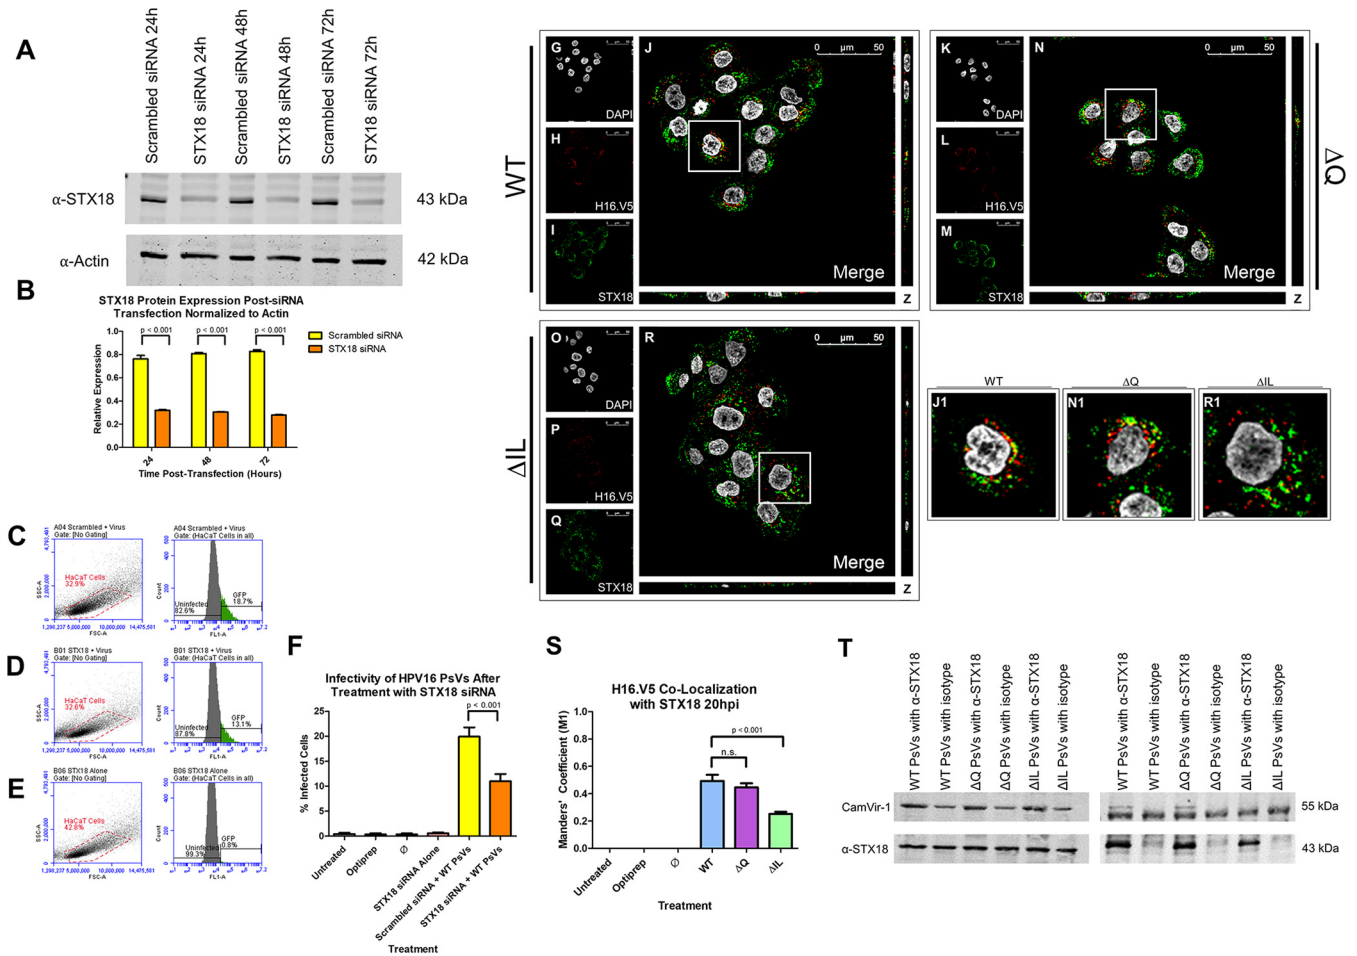 A
Scrambled siRNA 24h
STX18 siRNA 24h
Scrambled siRNA 48h
STX18 siRNA 48h
Scrambled siRNA 72h
STX18 siRNA 72h
α-STX18
43 kDa
α-Actin
42 kDa
B
STX18 Protein Expression Post-siRNA
Transfection Normalized to Actin
p < 0.001
p < 0.001
p < 0.001
Scrambled siRNA
STX18 siRNA
Relative Expression
1.0
0.8
0.6
0.4
0.2
0.0
24
48
72
Time Post-Transfection (Hours)
C
A04 Scrambled + Virus
Gate: [No Gating]
HaCaT Cells
32.9%
SSC-A
FSC-A
A04 Scrambled + Virus
Gate: (HaCaT Cells in all)
Uninfected
82.6%
GFP
18.7%
Count
FL1-A
D
B01 STX18 + Virus
Gate: [No Gating]
HaCaT Cells
32.6%
SSC-A
FSC-A
B01 STX18 + Virus
Gate: (HaCaT Cells in all)
Uninfected
87.8%
GFP
13.1%
Count
FL1-A
E
B06 STX18 Alone
Gate: [No Gating]
HaCaT Cells
42.8%
SSC-A
FSC-A
B06 STX18 Alone
Gate: (HaCaT Cells in all)
Uninfected
99.3%
GFP
0.8%
Count
FL1-A
F
Infectivity of HPV16 PsVs After
Treatment with STX18 siRNA
p < 0.001
% Infected Cells
25
20
15
10
5
0
Untreated
Optiprep
Ø
STX18 siRNA Alone
Scrambled siRNA + WT PsVs
STX18 siRNA + WT PsVs
Treatment
WT
G
DAPI
H
H16.V5
I
STX18
J
0 µm 50
Merge
Z
ΔQ
K
DAPI
L
H16.V5
M
STX18
N
0 µm 50
Merge
Z
ΔIL
O
DAPI
P
H16.V5
Q
STX18
R
0 µm 50
Merge
Z
WT
J1
ΔQ
N1
ΔIL
R1
S
H16.V5 Co-Localization
with STX18 20hpi
p < 0.001
n.s.
Manders' Coefficient (M1)
1.0
0.8
0.6
0.4
0.2
0.0
Untreated
Optiprep
Ø
WT
ΔQ
ΔIL
Treatment
T
WT PsVs with α-STX18
WT PsVs with isotype
ΔQ PsVs with α-STX18
ΔQ PsVs with isotype
ΔIL PsVs with α-STX18
ΔIL PsVs with isotype
WT PsVs with α-STX18
WT PsVs with isotype
ΔQ PsVs with α-STX18
ΔQ PsVs with isotype
ΔIL PsVs with α-STX18
ΔIL PsVs with isotype
CamVir-1
55 kDa
α-STX18
43 kDa